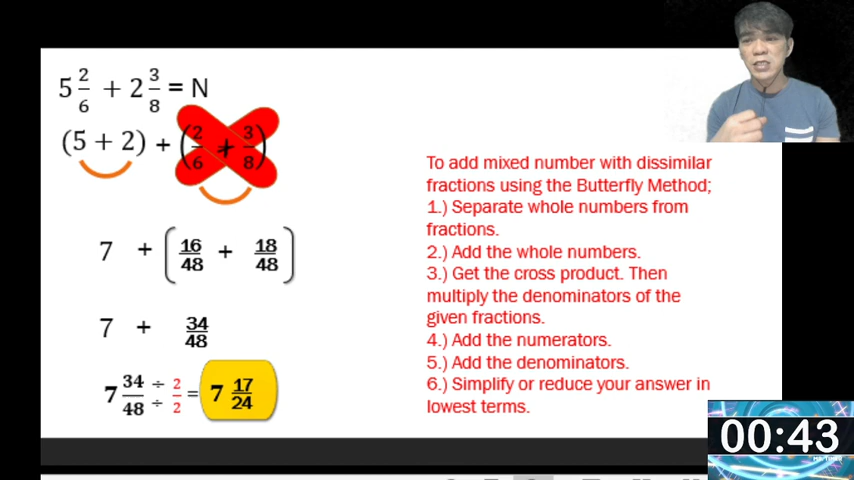 5 2/6 + 2 3/8 = N
(5 + 2) + (2/6 + 3/8)
7 + (16/48 + 18/48)
7 + 34/48
7 34/48 ÷ 2/÷ 2 = 7 17/24
To add mixed number with dissimilar
fractions using the Butterfly Method;
1.) Separate whole numbers from
fractions.
2.) Add the whole numbers.
3.) Get the cross product. Then
multiply the denominators of the
given fractions.
4.) Add the numerators.
5.) Add the denominators.
6.) Simplify or reduce your answer in
lowest terms.
00:43